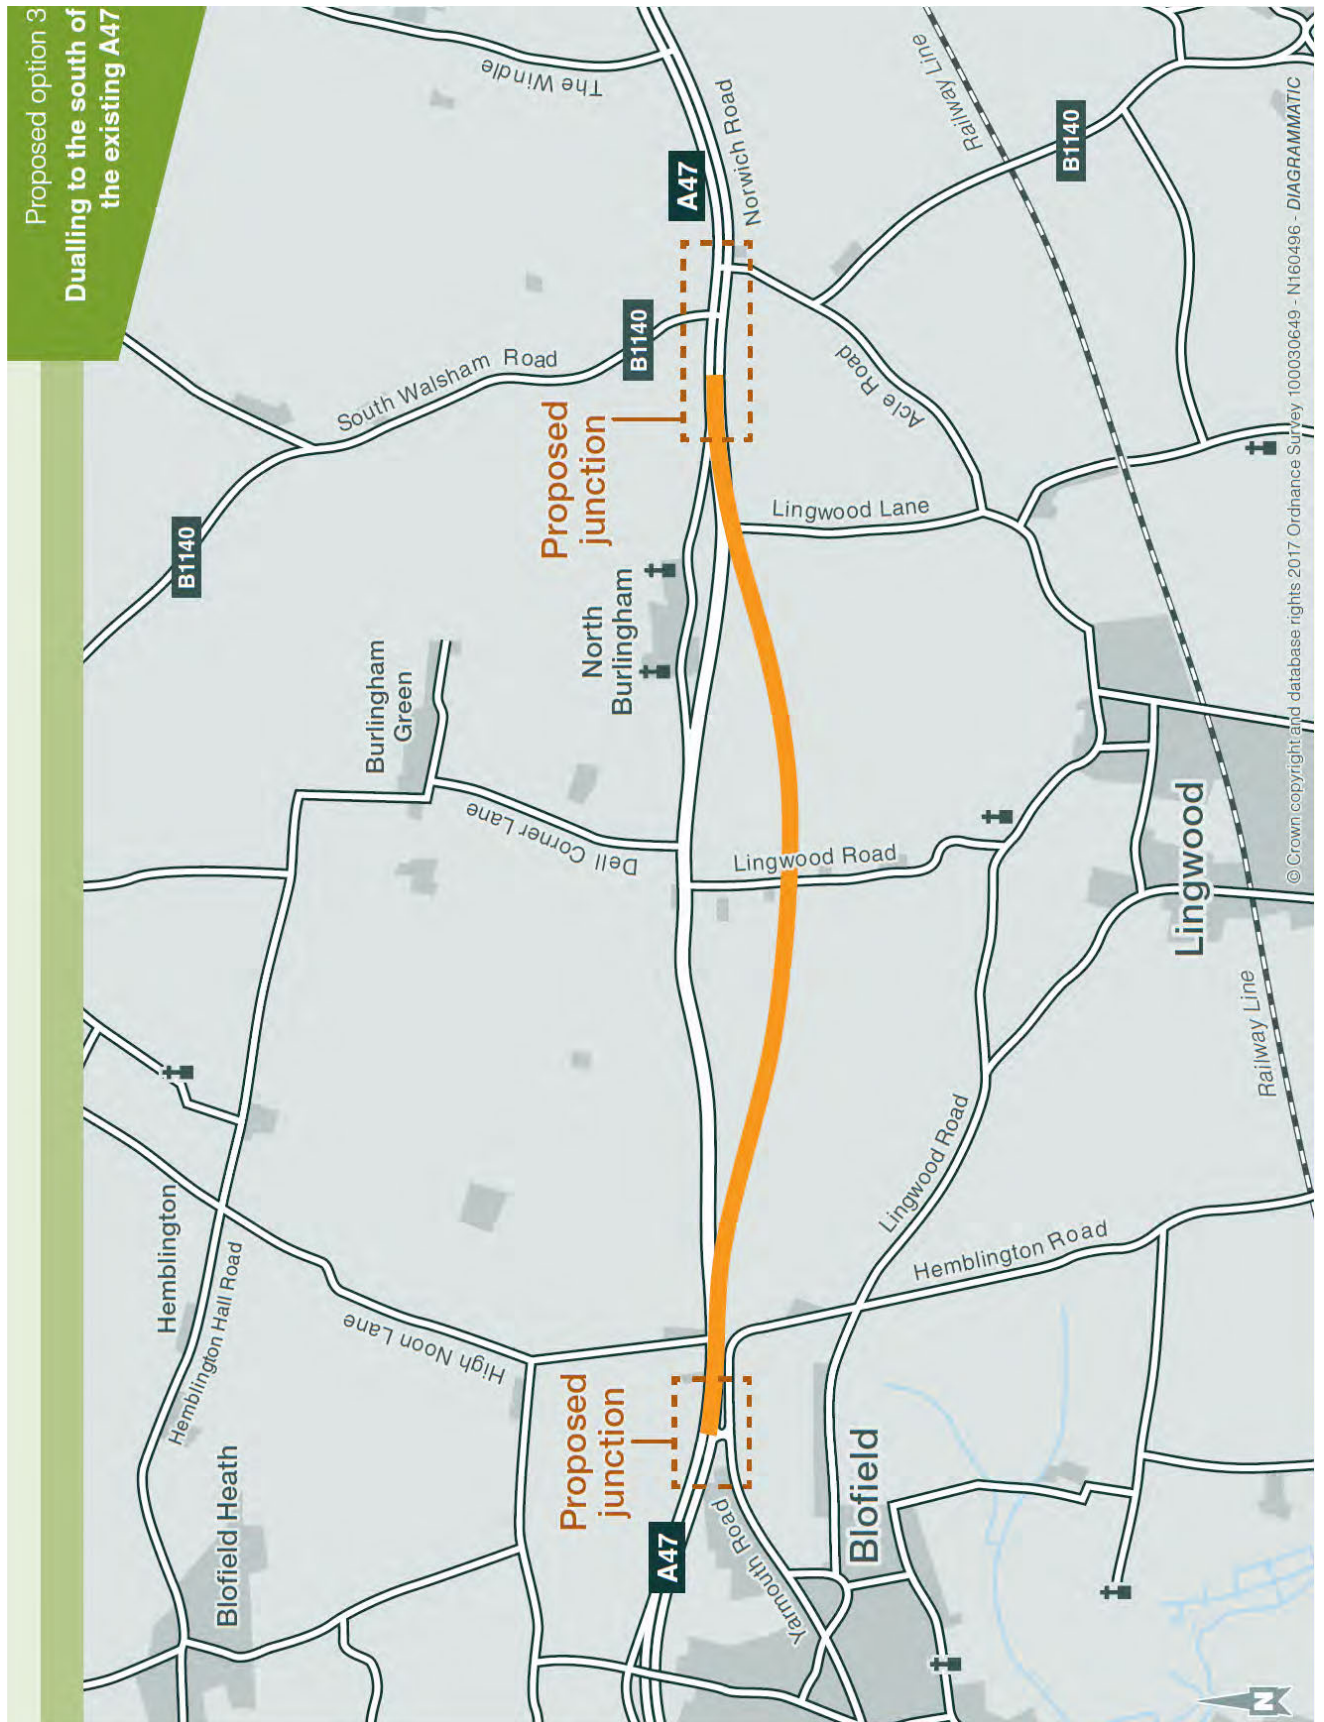 Proposed option 3
Dualling to the south of
the existing A47
The Windle
Railway Line
Norwich Road
A47
B1140
South Walsham Road
B1140
Acle Road
Proposed
junction
B1140
Lingwood Lane
North
Burlingham
Burlingham
Green
Dell Corner Lane
Lingwood Road
Lingwood
Railway Line
Hemblington
Hemblington Hall Road
High Noon Lane
Lingwood Road
Hemblington Road
Proposed
junction
Blofield Heath
A47
Yarmouth Road
Blofield
N
© Crown copyright and database rights 2017 Ordnance Survey 100030649 - N160496 - DIAGRAMMATIC